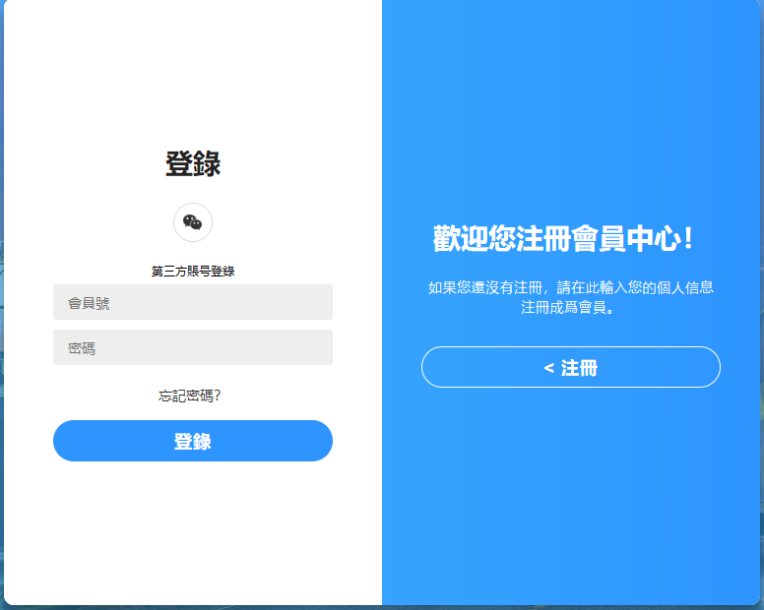 登錄
第三方賬号登錄
會員號
密碼
忘記密碼?
登錄
歡迎您注冊會員中心！
如果您還沒有注冊，請在此輸入您的個人信息
注冊成爲會員。
< 注冊